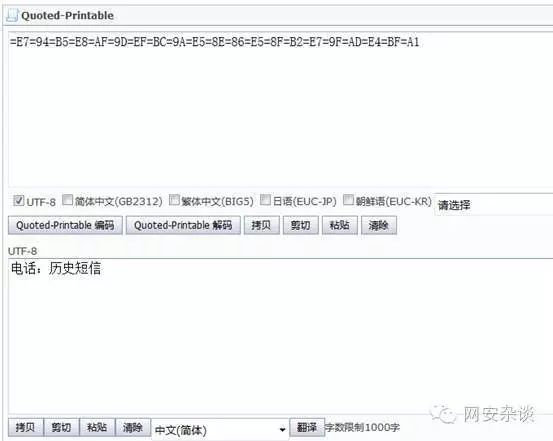 Quoted-Printable
=E7=94=B5=E8=AF=9D=EF=BC=9A=E5=8E=86=E5=8F=B2=E7=9F=AD=E4=BF=A1
UTF-8 简体中文(GB2312) 繁体中文(BIG5) 日语(EUC-JP) 朝鲜语(EUC-KR) 请选择
Quoted-Printable 编码 Quoted-Printable 解码 拷贝 剪切 粘贴 清除
UTF-8
电话：历史短信
网安杂谈
拷贝 剪切 粘贴 清除 中文(简体) 翻译 字数限制1000字